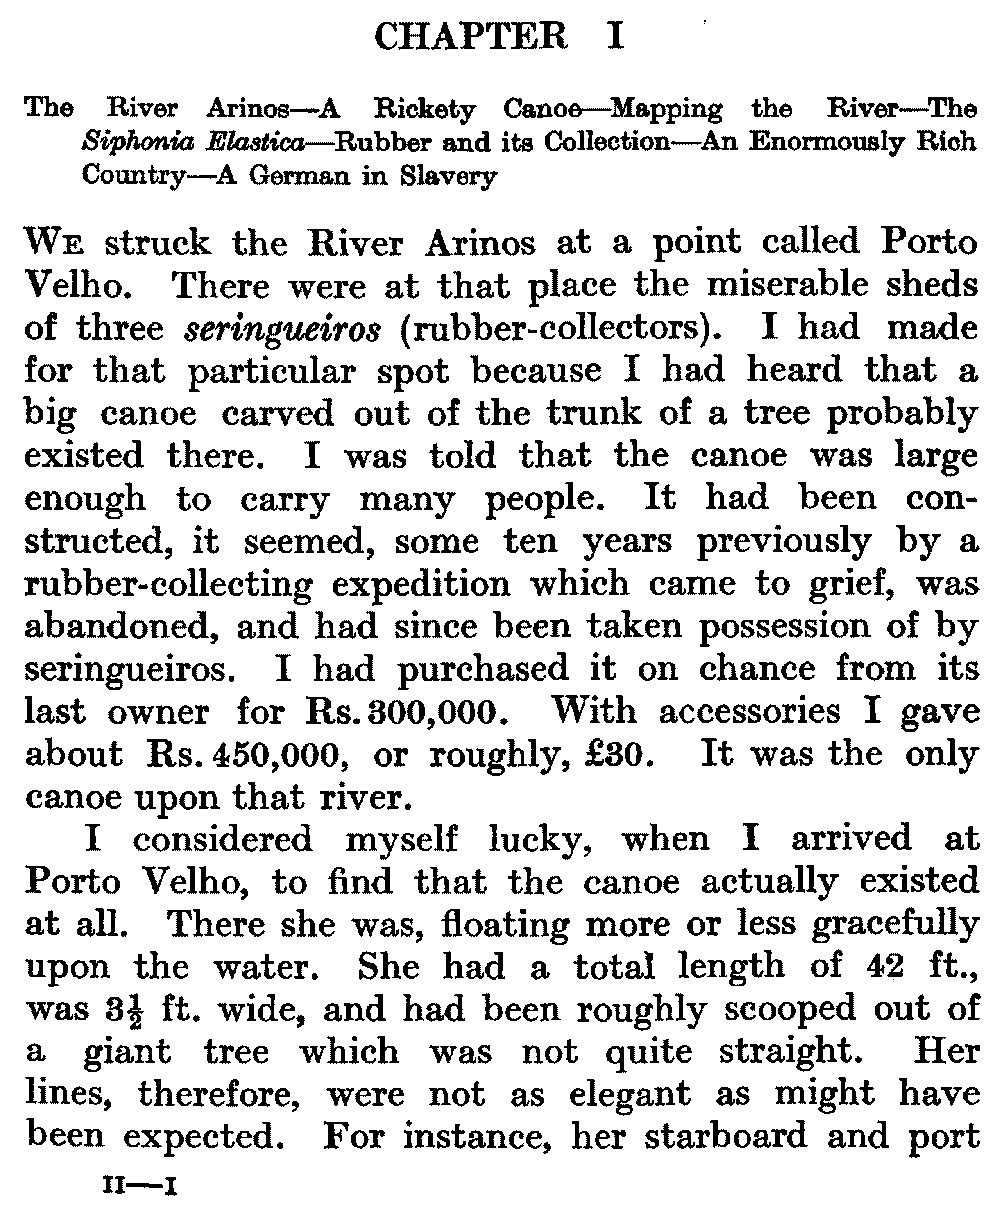 CHAPTER I
The River Arinos—A Rickety Canoe—Mapping the River—The
Siphonia Elastica—Rubber and its Collection—An Enormously Rich
Country—A German in Slavery
WE struck the River Arinos at a point called Porto
Velho. There were at that place the miserable sheds
of three seringueiros (rubber-collectors). I had made
for that particular spot because I had heard that a
big canoe carved out of the trunk of a tree probably
existed there. I was told that the canoe was large
enough to carry many people. It had been con-
structed, it seemed, some ten years previously by a
rubber-collecting expedition which came to grief, was
abandoned, and had since been taken possession of by
seringueiros. I had purchased it on chance from its
last owner for Rs.300,000. With accessories I gave
about Rs.450,000, or roughly, £30. It was the only
canoe upon that river.
I considered myself lucky, when I arrived at
Porto Velho, to find that the canoe actually existed
at all. There she was, floating more or less gracefully
upon the water. She had a total length of 42 ft.,
was 3½ ft. wide, and had been roughly scooped out of
a giant tree which was not quite straight. Her
lines, therefore, were not as elegant as might have
been expected. For instance, her starboard and port
II—I